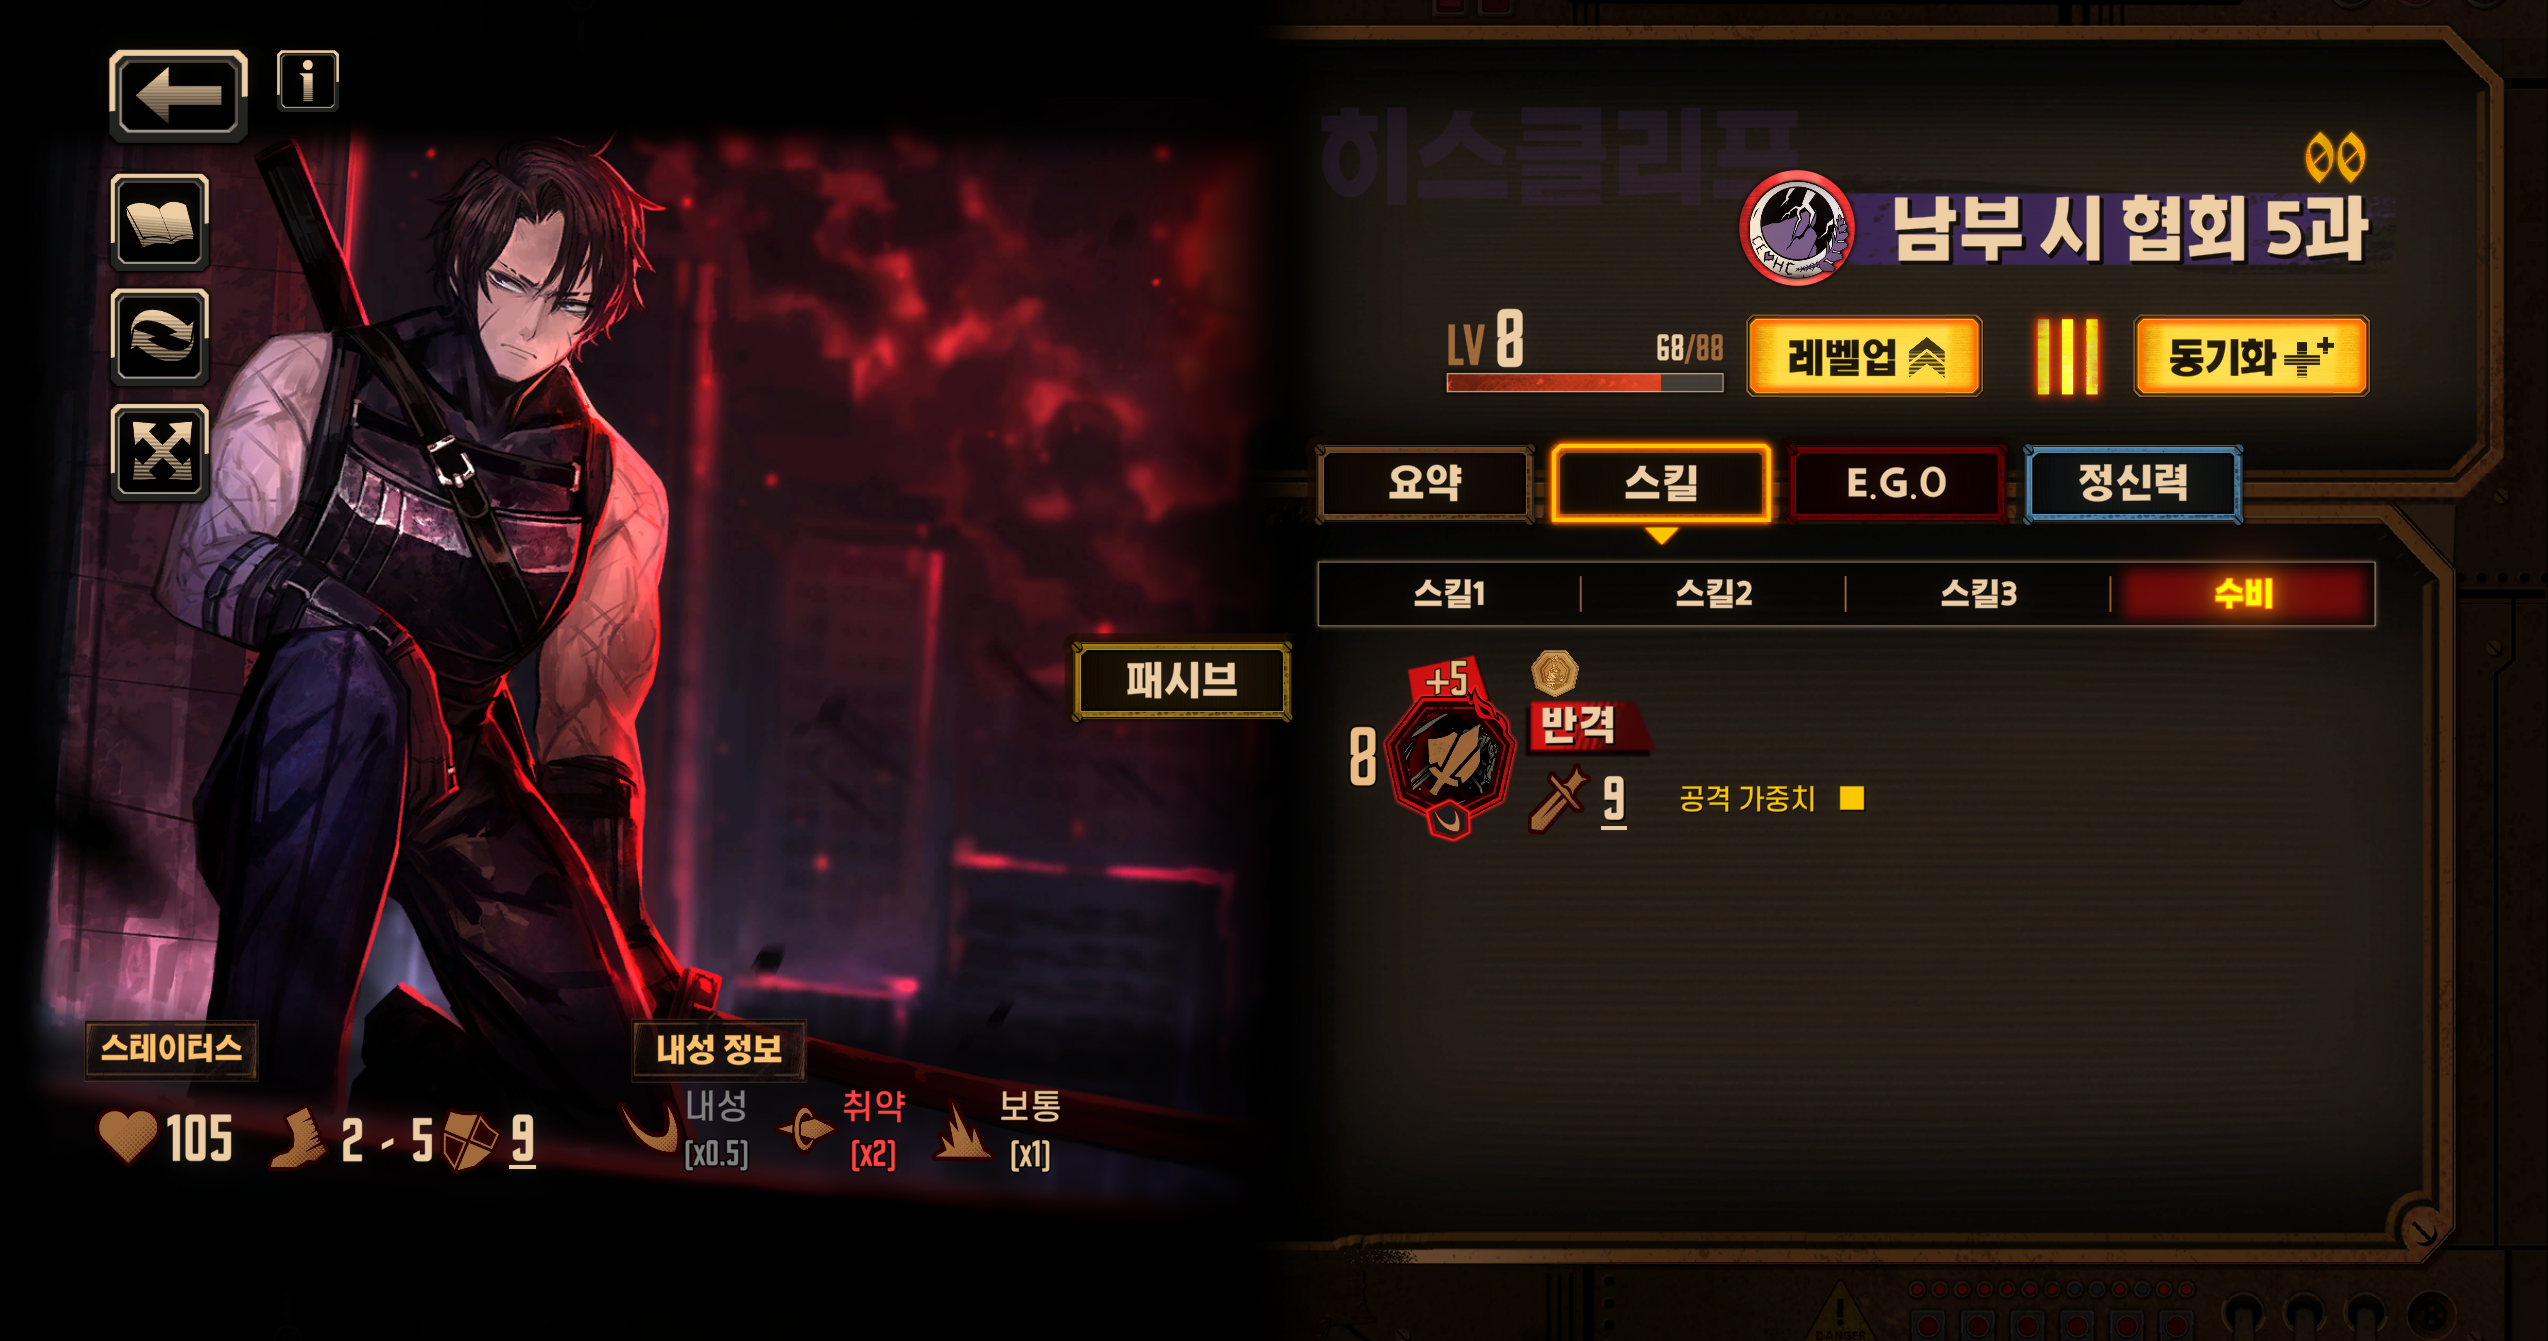 히스클리프
남부 시 협회 5과
LV 8
68/88
레벨업
동기화
요약
스킬
E.G.O
정신력
스킬1
스킬2
스킬3
수비
패시브
+5
8
반격
9
공격 가중치
스테이터스
105
2 - 5
9
내성 정보
내성
[x0.5]
취약
[x2]
보통
[x1]
DANGER